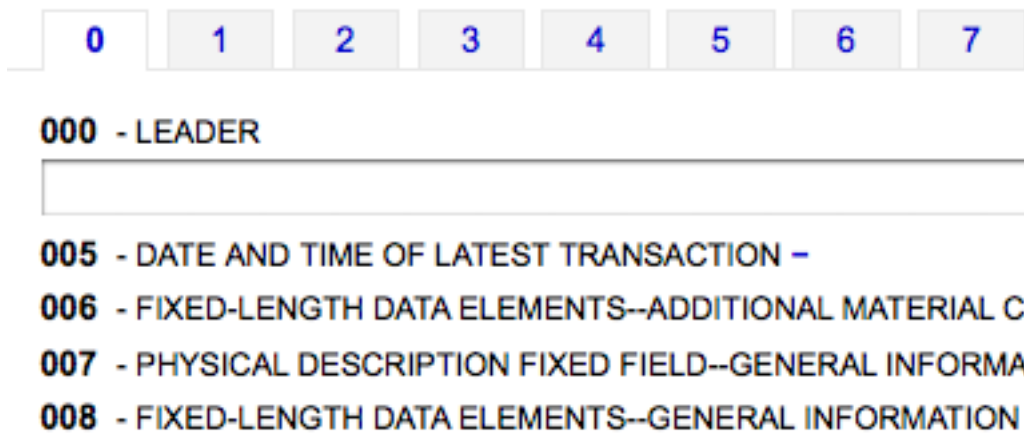 0 1 2 3 4 5 6 7
000 - LEADER
005 - DATE AND TIME OF LATEST TRANSACTION –
006 - FIXED-LENGTH DATA ELEMENTS--ADDITIONAL MATERIAL C
007 - PHYSICAL DESCRIPTION FIXED FIELD--GENERAL INFORMA
008 - FIXED-LENGTH DATA ELEMENTS--GENERAL INFORMATION